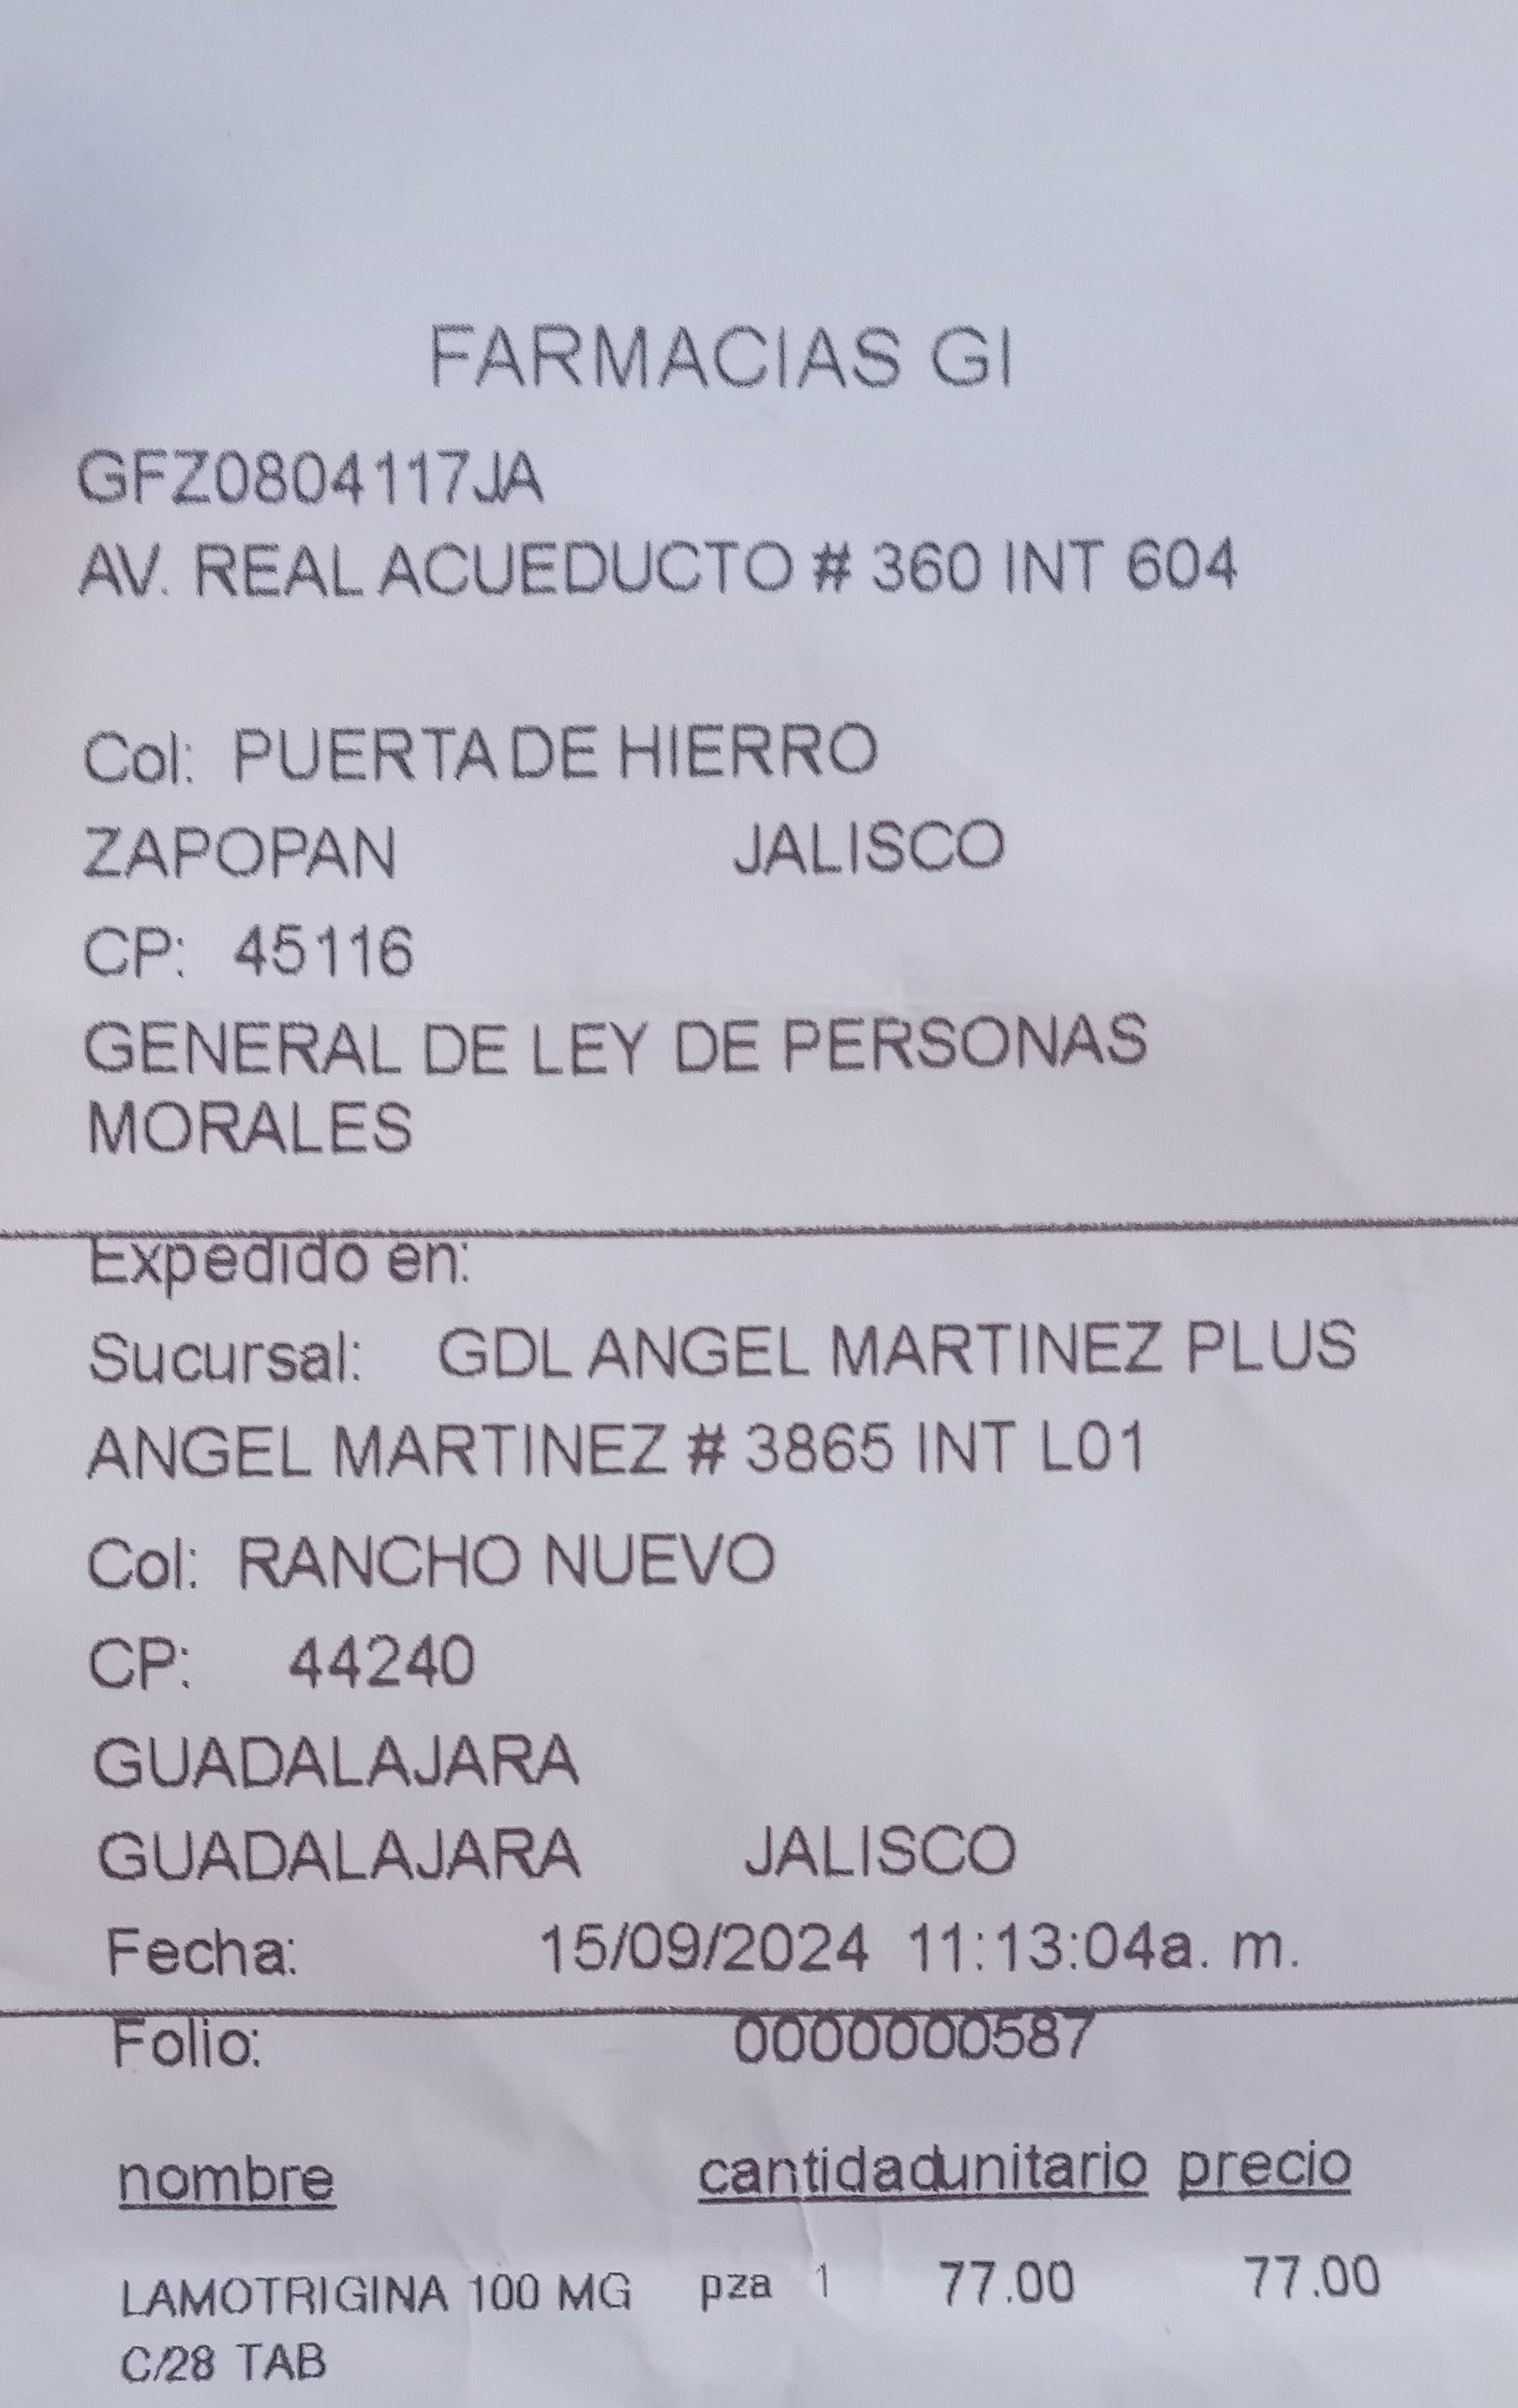 FARMACIAS GI
GFZ0804117JA
AV. REAL ACUEDUCTO # 360 INT 604
Col: PUERTA DE HIERRO
ZAPOPAN JALISCO
CP: 45116
GENERAL DE LEY DE PERSONAS
MORALES
Expedido en:
Sucursal: GDL ANGEL MARTINEZ PLUS
ANGEL MARTINEZ # 3865 INT L01
Col: RANCHO NUEVO
CP: 44240
GUADALAJARA
GUADALAJARA JALISCO
Fecha: 15/09/2024 11:13:04a. m.
Folio: 0000000587
nombre cantidad unitario precio
LAMOTRIGINA 100 MG pza 1 77.00 77.00
C/28 TAB